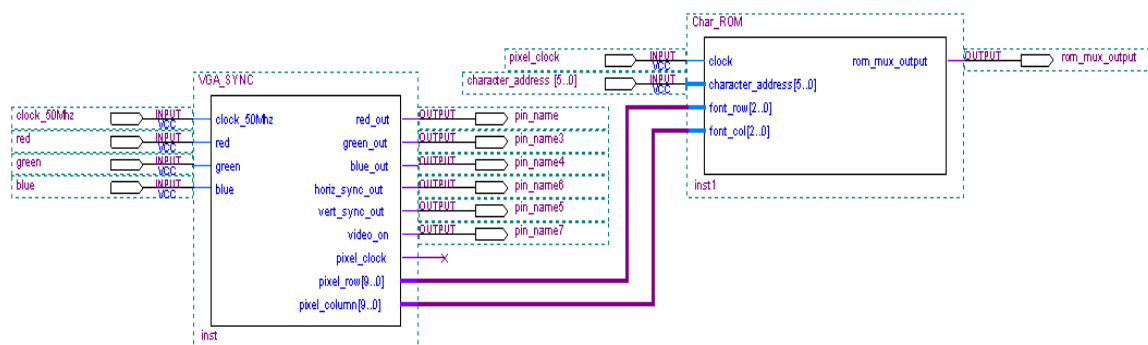 VGA_SYNC
clock_50Mhz INPUT VCC
red INPUT VCC
green INPUT VCC
blue INPUT VCC
clock_50Mhz
red
green
blue
red_out
green_out
blue_out
horiz_sync_out
vert_sync_out
video_on
pixel_clock
pixel_row[9..0]
pixel_column[9..0]
OUTPUT pin_name
OUTPUT pin_name3
OUTPUT pin_name4
OUTPUT pin_name6
OUTPUT pin_name5
OUTPUT pin_name7
inst
Char_ROM
pixel_clock INPUT VCC
character_address [5..0] INPUT VCC
clock
character_address[5..0]
font_row[2..0]
font_col[2..0]
rom_mux_output
OUTPUT rom_mux_output
inst1